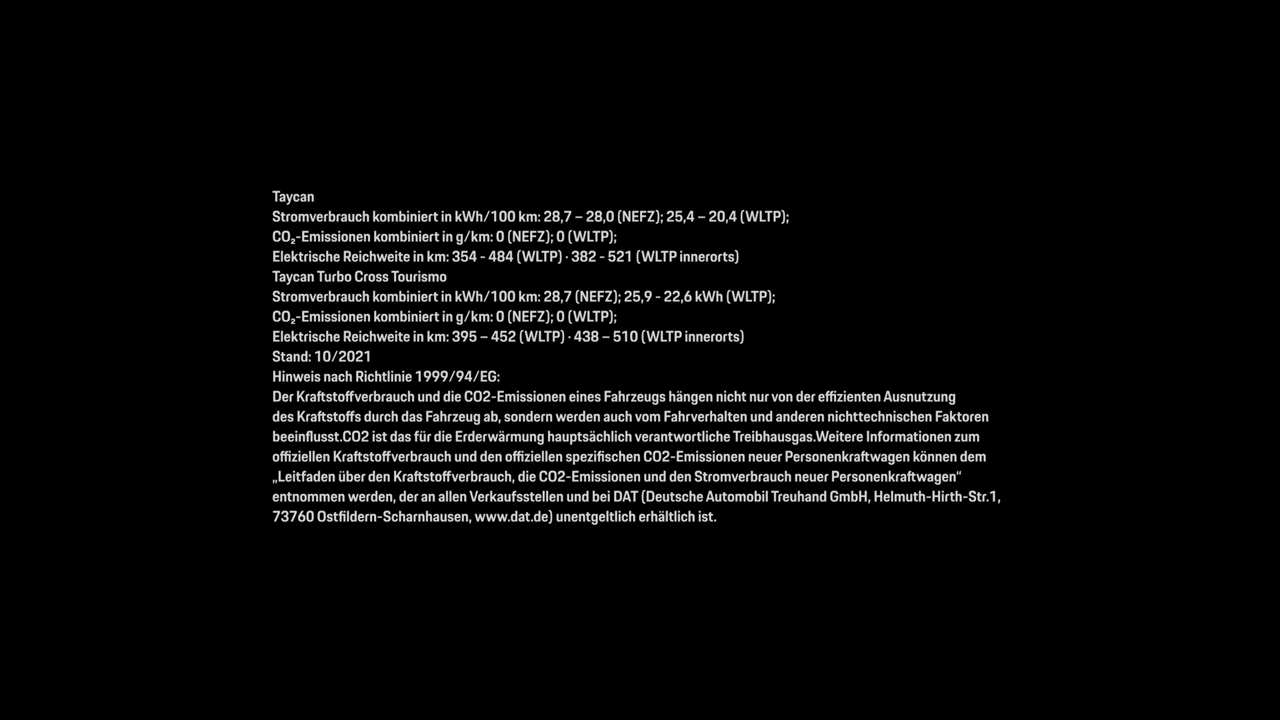 Taycan
Stromverbrauch kombiniert in kWh/100 km: 28,7 – 28,0 (NEFZ); 25,4 – 20,4 (WLTP);
CO₂-Emissionen kombiniert in g/km: 0 (NEFZ); 0 (WLTP);
Elektrische Reichweite in km: 354 - 484 (WLTP) · 382 - 521 (WLTP innerorts)
Taycan Turbo Cross Tourismo
Stromverbrauch kombiniert in kWh/100 km: 28,7 (NEFZ); 25,9 - 22,6 kWh (WLTP);
CO₂-Emissionen kombiniert in g/km: 0 (NEFZ); 0 (WLTP);
Elektrische Reichweite in km: 395 – 452 (WLTP) · 438 – 510 (WLTP innerorts)
Stand: 10/2021
Hinweis nach Richtlinie 1999/94/EG:
Der Kraftstoffverbrauch und die CO2-Emissionen eines Fahrzeugs hängen nicht nur von der effizienten Ausnutzung
des Kraftstoffs durch das Fahrzeug ab, sondern werden auch vom Fahrverhalten und anderen nichttechnischen Faktoren
beeinflusst.CO2 ist das für die Erderwärmung hauptsächlich verantwortliche Treibhausgas.Weitere Informationen zum
offiziellen Kraftstoffverbrauch und den offiziellen spezifischen CO2-Emissionen neuer Personenkraftwagen können dem
„Leitfaden über den Kraftstoffverbrauch, die CO2-Emissionen und den Stromverbrauch neuer Personenkraftwagen“
entnommen werden, der an allen Verkaufsstellen und bei DAT (Deutsche Automobil Treuhand GmbH, Helmuth-Hirth-Str.1,
73760 Ostfildern-Scharnhausen, www.dat.de) unentgeltlich erhältlich ist.